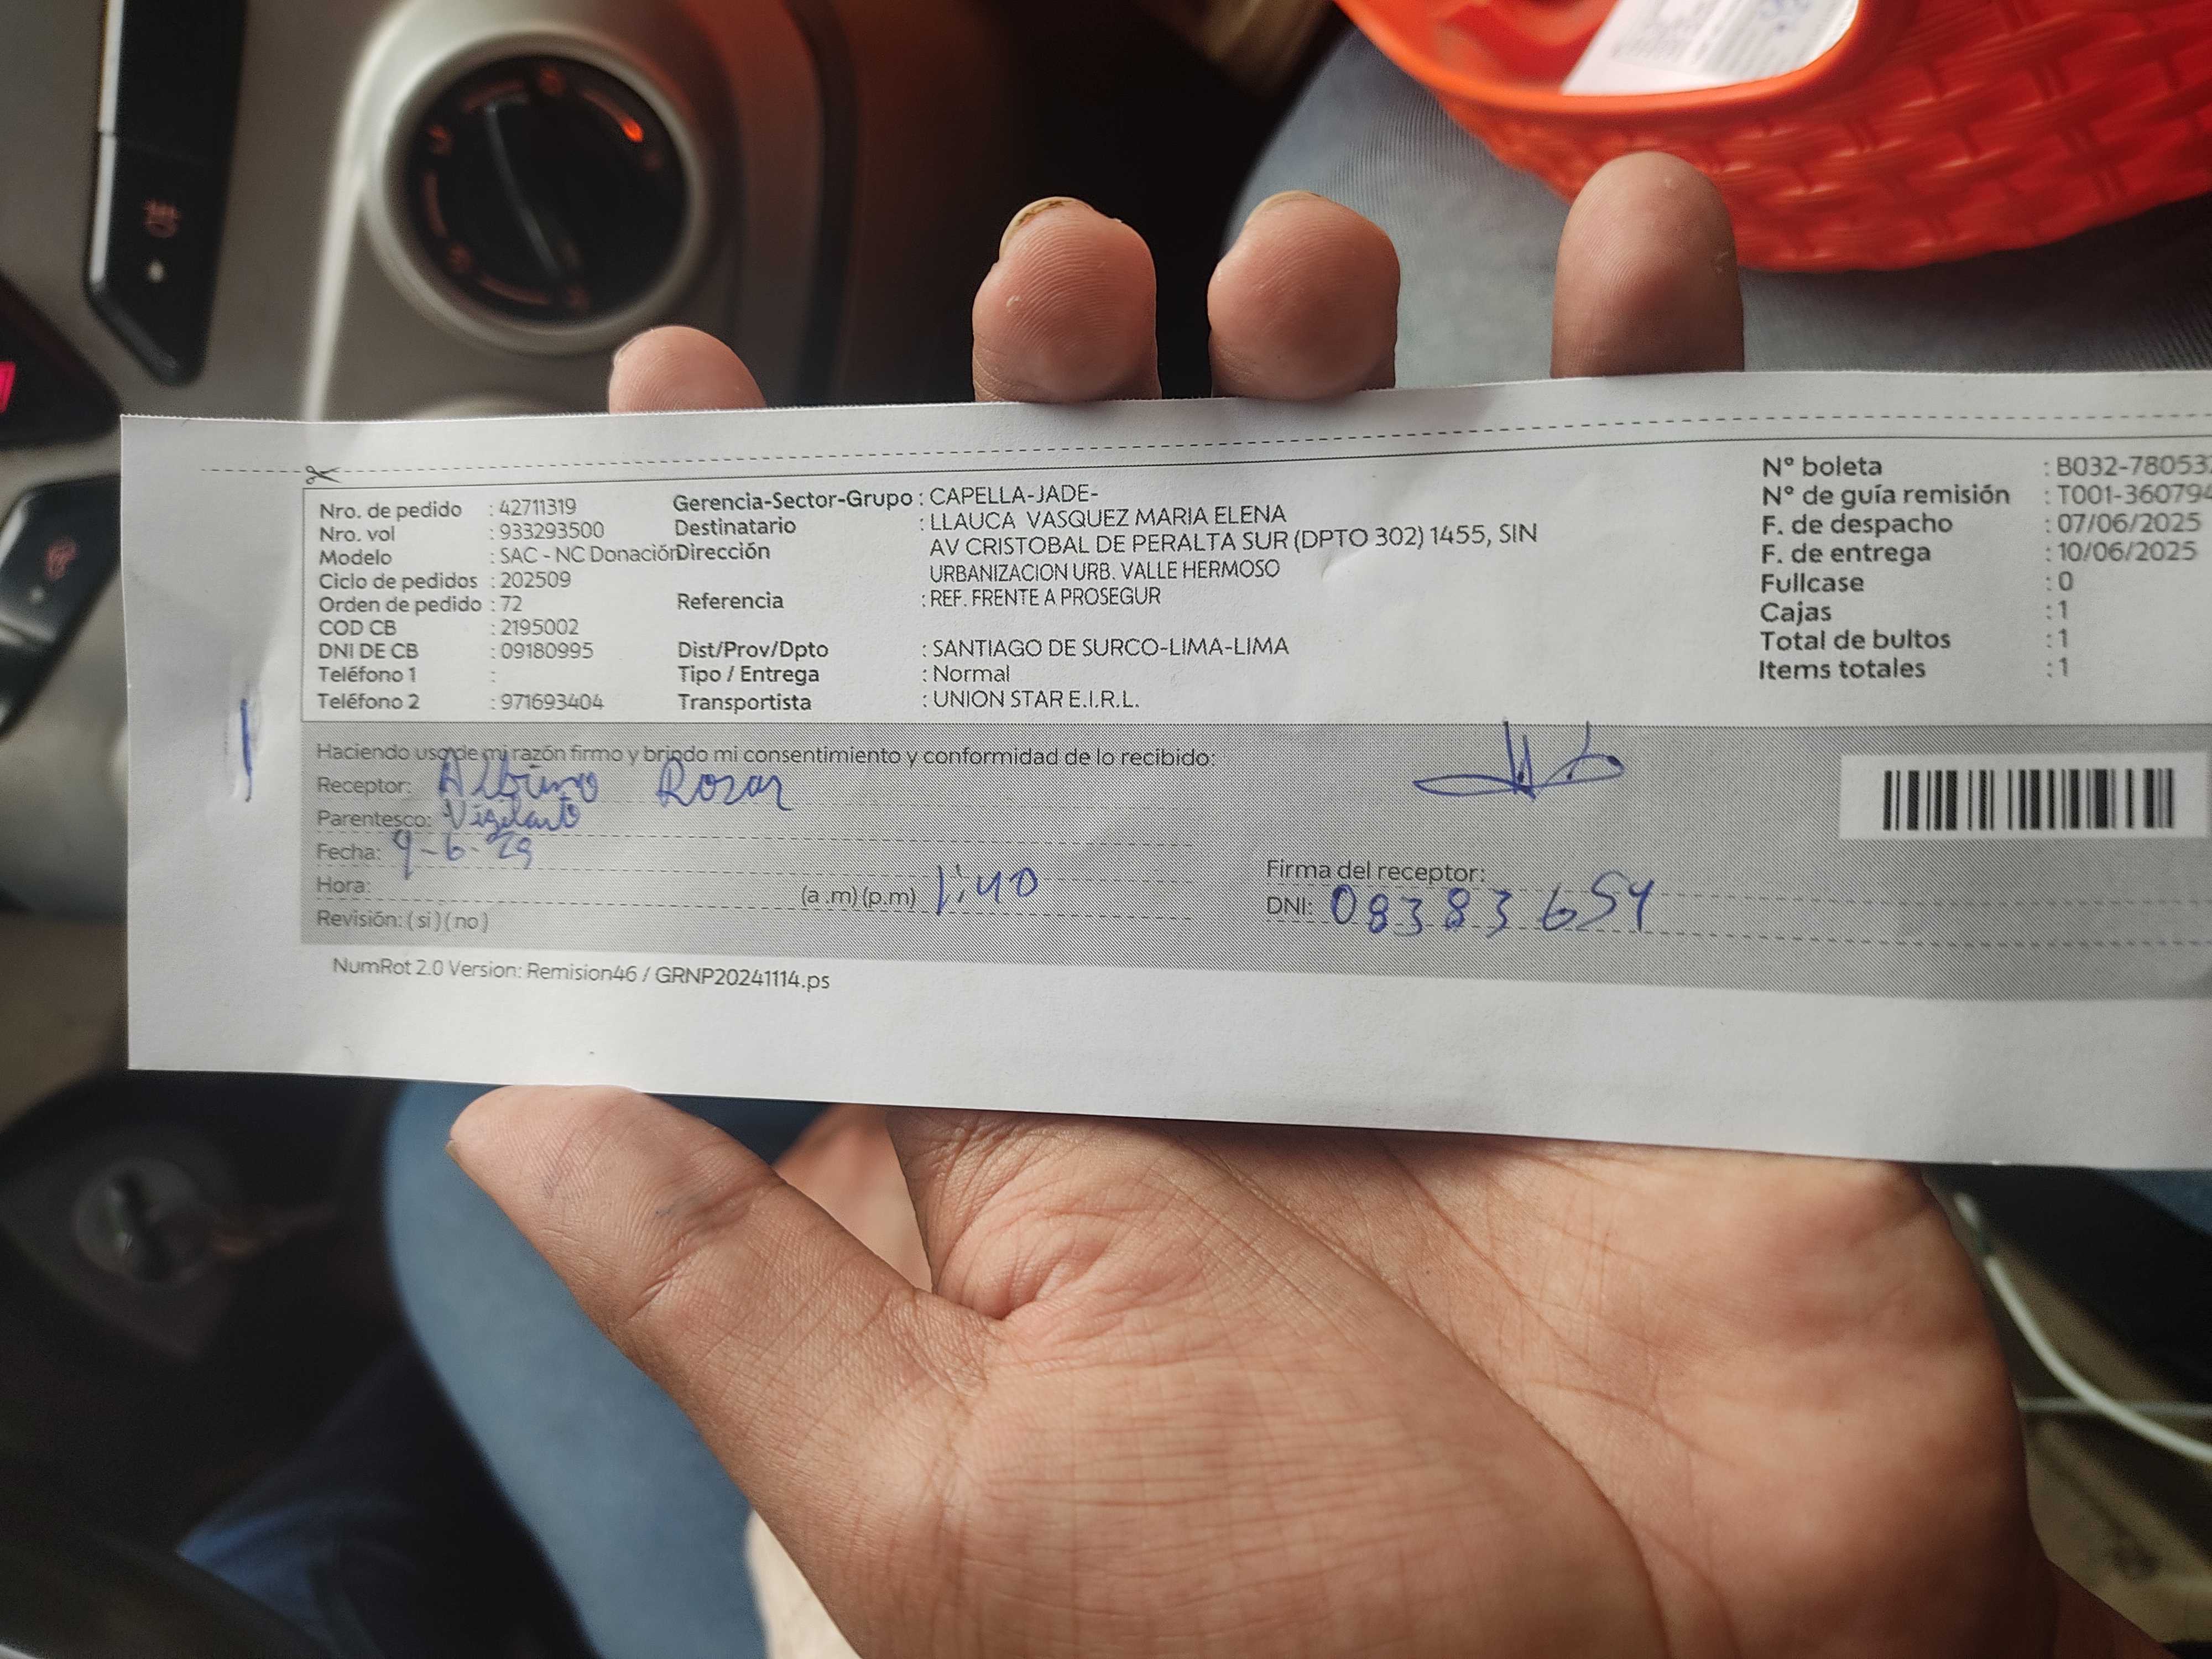 Nro. de pedido : 42711319
Nro. vol : 933293500
Modelo : SAC - NC Donación
Ciclo de pedidos : 202509
Orden de pedido : 72
COD CB : 2195002
DNI DE CB : 09180995
Teléfono 1 :
Teléfono 2 : 971693404
Gerencia-Sector-Grupo : CAPELLA-JADE-
Destinatario : LLAUCA VASQUEZ MARIA ELENA
Dirección AV CRISTOBAL DE PERALTA SUR (DPTO 302) 1455, SIN
URBANIZACION URB. VALLE HERMOSO
Referencia : REF. FRENTE A PROSEGUR
Dist/Prov/Dpto : SANTIAGO DE SURCO-LIMA-LIMA
Tipo / Entrega : Normal
Transportista : UNION STAR E.I.R.L.
N° boleta : B032-78053
N° de guía remisión : T001-360794
F. de despacho : 07/06/2025
F. de entrega : 10/06/2025
Fullcase : 0
Cajas : 1
Total de bultos : 1
Items totales : 1
Haciendo uso de mi razón firmo y brindo mi consentimiento y conformidad de lo recibido:
Receptor: Albino
Parentesco: Vigilante
Fecha: 9-6-
Hora: (a .m) (p.m) 1:40
Revisión: ( si ) ( no )
Firma del receptor:
DNI: 08383654
NumRot 2.0 Version: Remision46 / GRNP20241114.ps